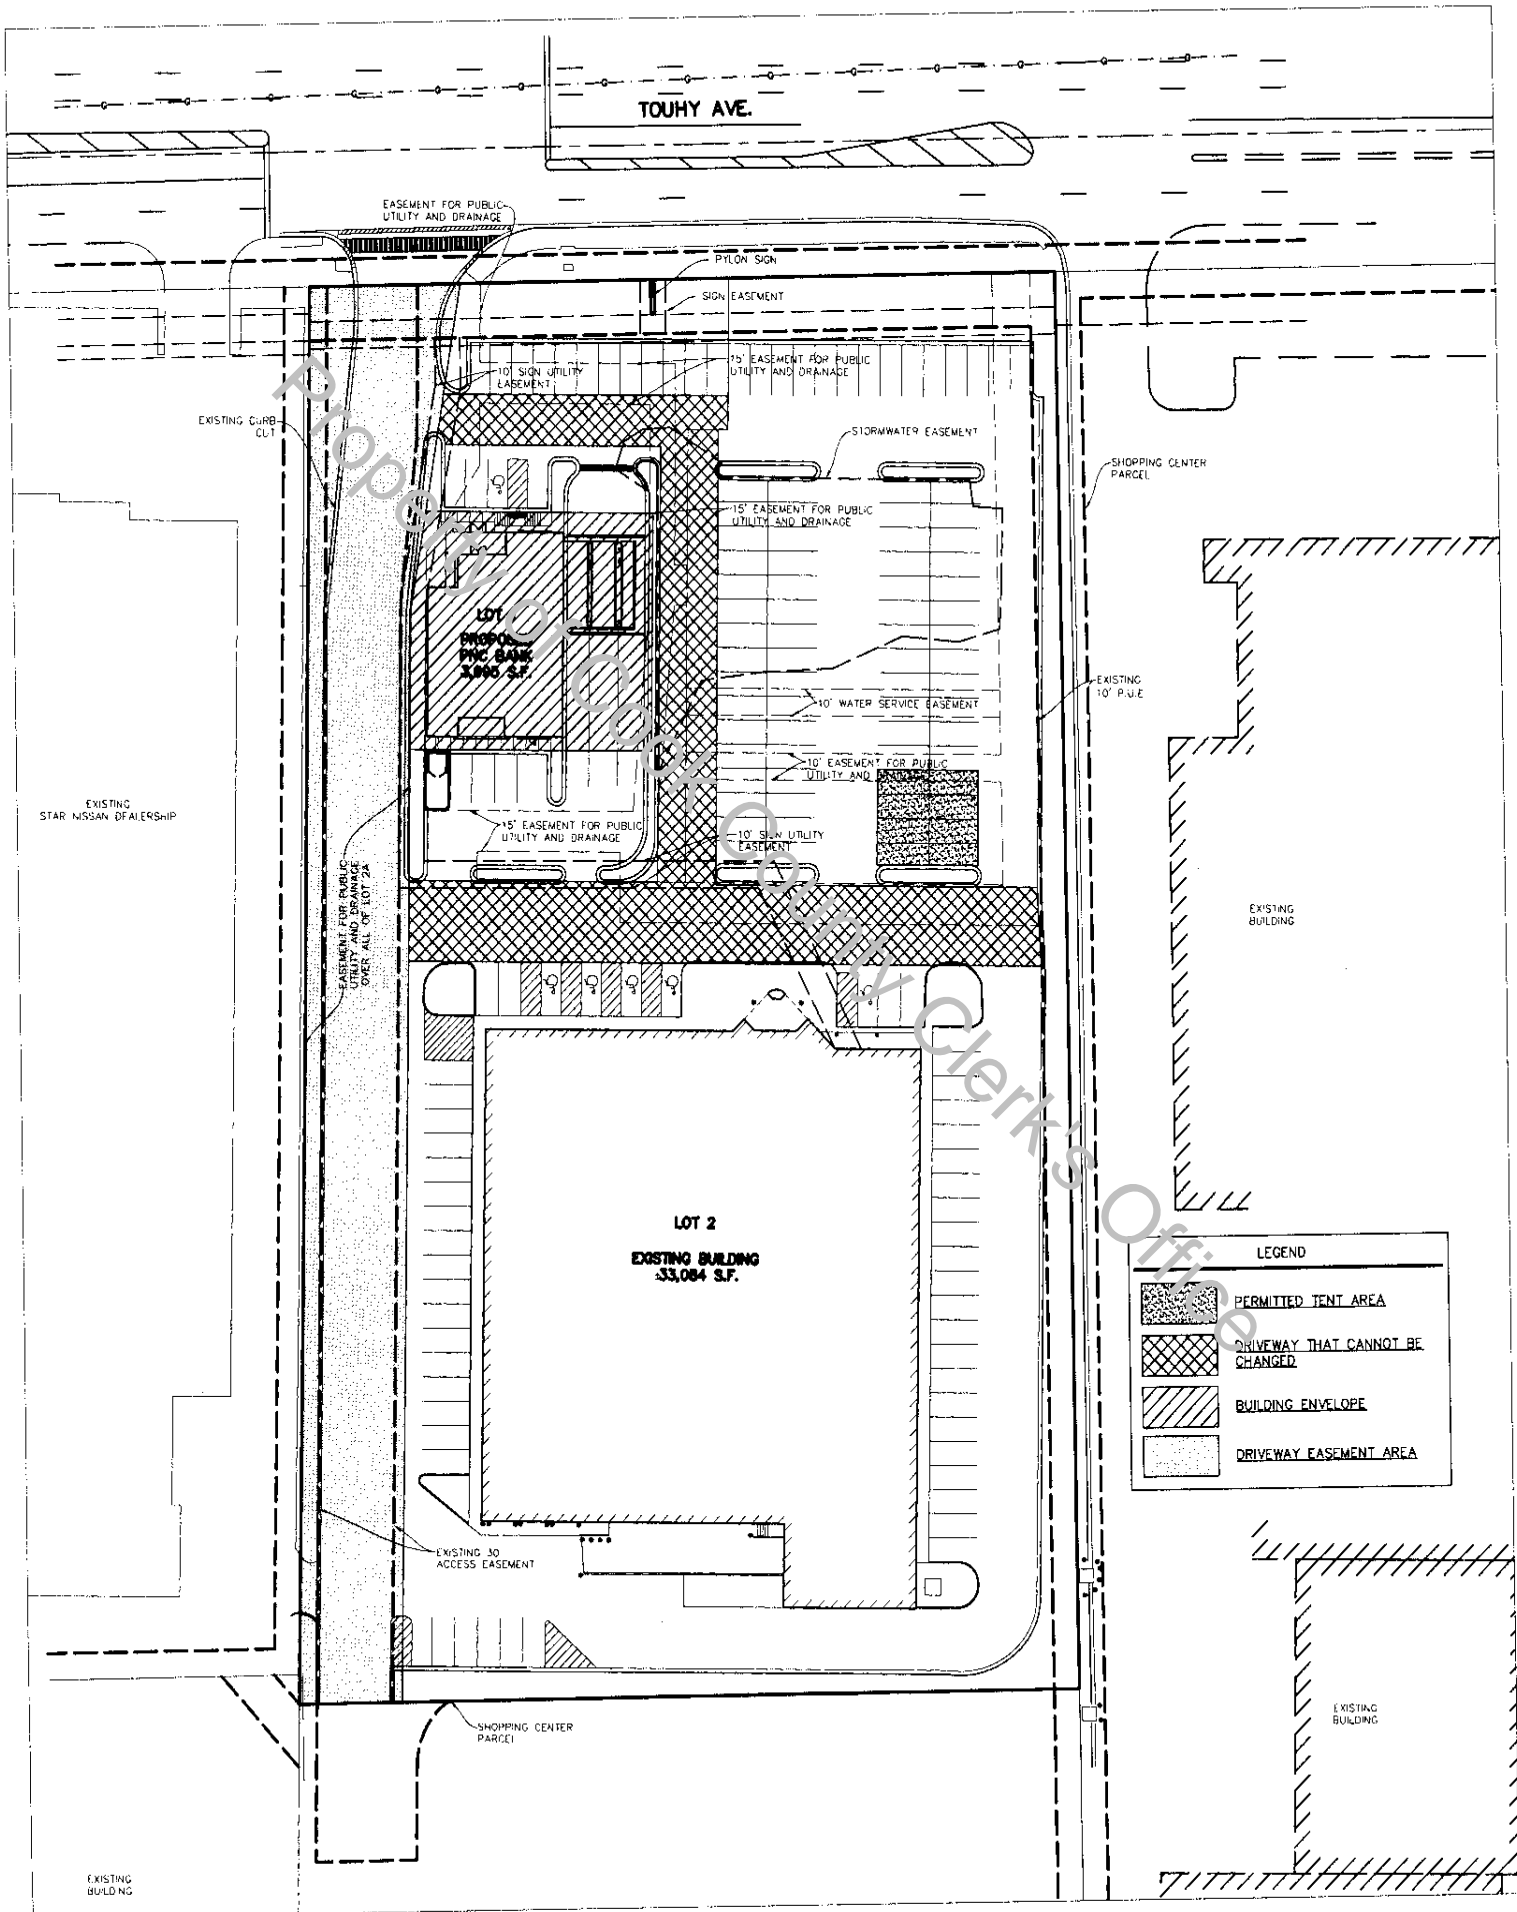 TOUHY AVE.
EASEMENT FOR PUBLIC
UTILITY AND DRAINAGE
PYLON SIGN
SIGN EASEMENT
10' SIGN UTILITY
EASEMENT
15' EASEMENT FOR PUBLIC
UTILITY AND DRAINAGE
EXISTING CURB
CUT
STORMWATER EASEMENT
SHOPPING CENTER
PARCEL
15' EASEMENT FOR PUBLIC
UTILITY AND DRAINAGE
LOT
PROPOSED
PNC BANK
S.F.
EXISTING
10' P.U.E
10' WATER SERVICE EASEMENT
10' EASEMENT FOR PUBLIC
UTILITY AND DRAINAGE
EXISTING
STAR NISSAN DEALERSHIP
15' EASEMENT FOR PUBLIC
UTILITY AND DRAINAGE
10' SIGN UTILITY
EASEMENT
EASEMENT FOR PUBLIC
UTILITY AND DRAINAGE
OVER ALL OF LOT 2A
EXISTING
BUILDING
LOT 2
EXISTING BUILDING
±33,084 S.F.
LEGEND
PERMITTED TENT AREA
DRIVEWAY THAT CANNOT BE
CHANGED
BUILDING ENVELOPE
DRIVEWAY EASEMENT AREA
EXISTING 30
ACCESS EASEMENT
SHOPPING CENTER
PARCEL
EXISTING
BUILDING
EXISTING
BUILDING
Property of Cook County Clerk's Office